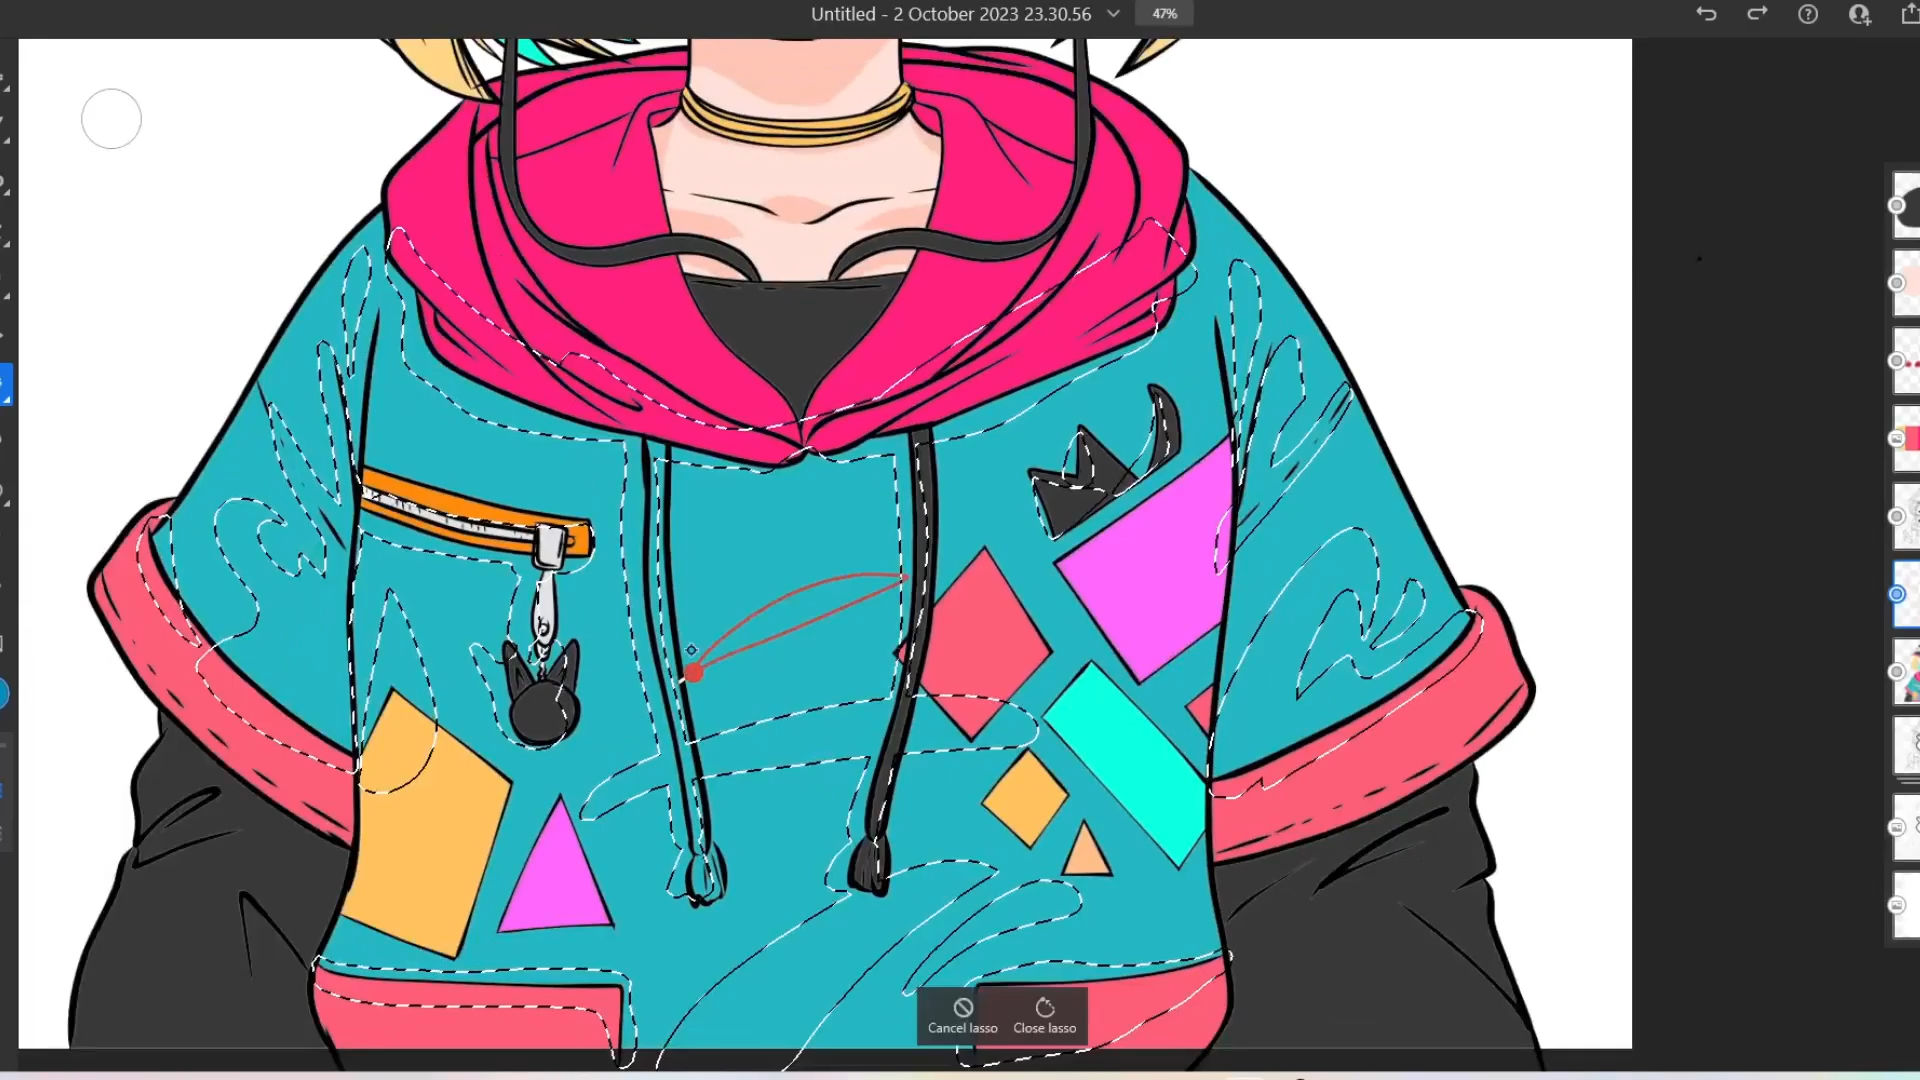 Untitled - 2 October 2023 23.30.56
47%
Cancel lasso
Close lasso